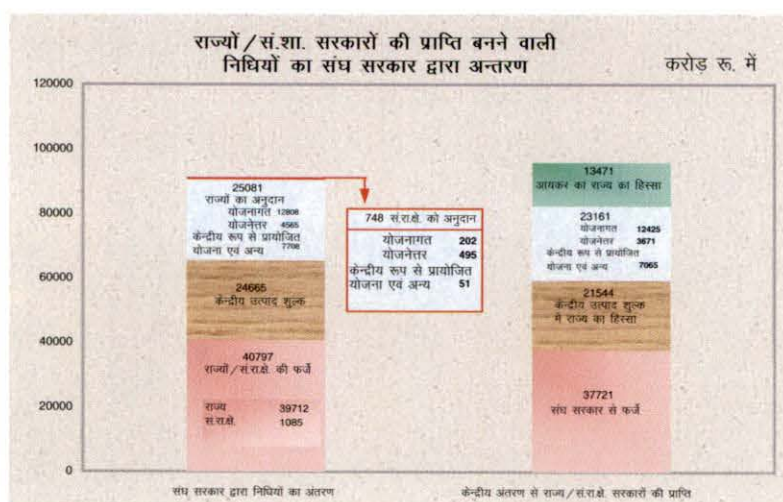 राज्यों / सं.शा. सरकारों की प्राप्ति बनने वाली
निधियों का संघ सरकार द्वारा अन्तरण
करोड़ रू. में
120000
100000
80000
60000
40000
20000
0
25081
राज्यों का अनुदान
योजनागत 12808
योजनेत्तर 4565
केन्द्रीय रूप से प्रायोजित
योजना एवं अन्य 7708
24665
केन्द्रीय उत्पाद शुल्क
40797
राज्यों/सं.रा.क्षे. की फर्जे
राज्य 39712
सं.रा.क्षे. 1085
748 सं.रा.क्षे. को अनुदान
योजनागत 202
योजनेत्तर 495
केन्द्रीय रूप से प्रायोजित
योजना एवं अन्य 51
13471
आयकर का राज्य का हिस्सा
23161
योजनागत 12425
योजनेत्तर 3671
केन्द्रीय रूप से प्रायोजित
योजना एवं अन्य 7065
21544
केन्द्रीय उत्पाद शुल्क
में राज्य का हिस्सा
37721
संघ सरकार से फर्जे
संघ सरकार द्वारा निधियों का अंतरण
केन्द्रीय अंतरण से राज्य/सं.रा.क्षे. सरकारों की प्राप्ति